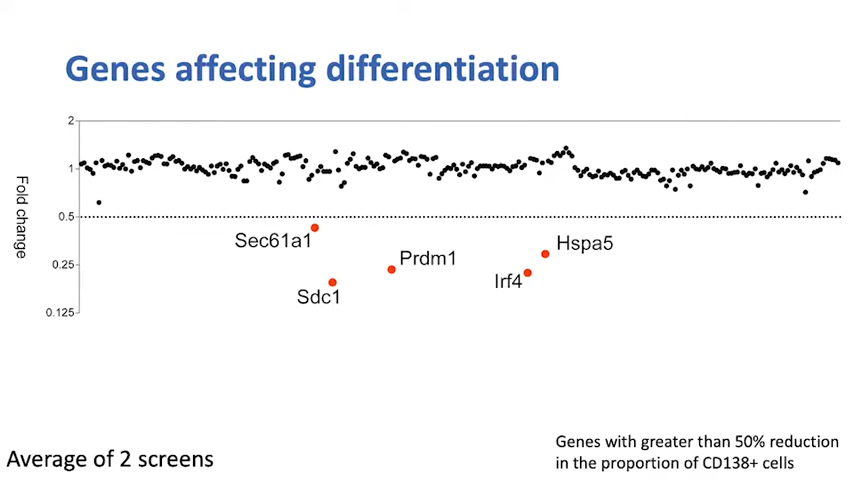 Genes affecting differentiation
2
1
0.5
0.25
0.125
Fold change
Sec61a1
Sdc1
Prdm1
Irf4
Hspa5
Average of 2 screens
Genes with greater than 50% reduction
in the proportion of CD138+ cells